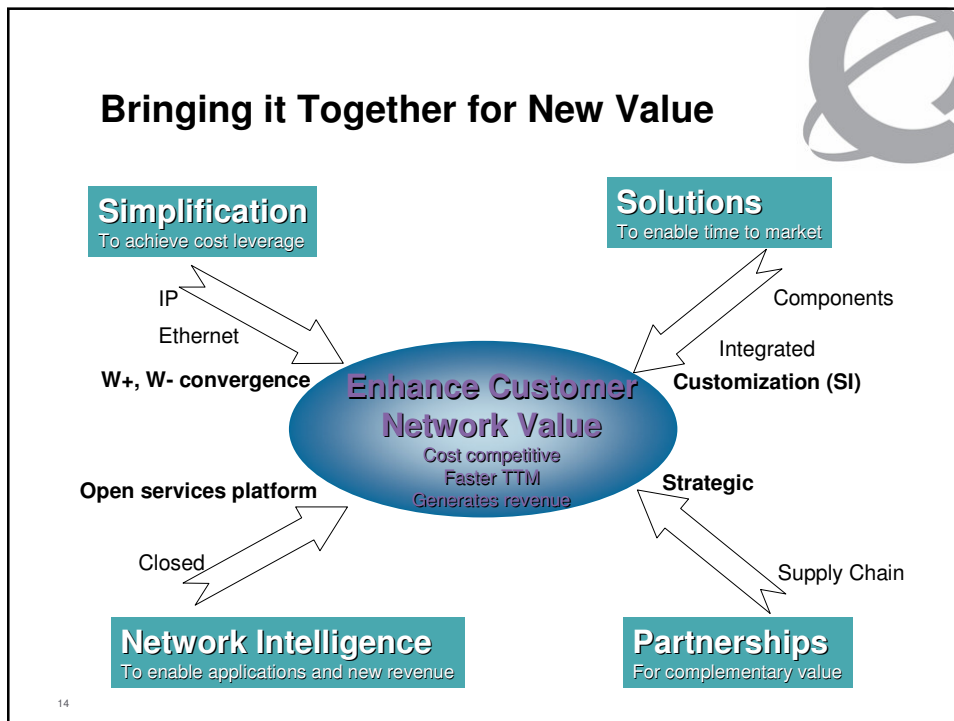 Bringing it Together for New Value
Simplification
To achieve cost leverage
Solutions
To enable time to market
IP
Ethernet
W+, W- convergence
Components
Integrated
Customization (SI)
Enhance Customer
Network Value
Cost competitive
Faster TTM
Generates revenue
Open services platform
Closed
Strategic
Supply Chain
Network Intelligence
To enable applications and new revenue
Partnerships
For complementary value
14